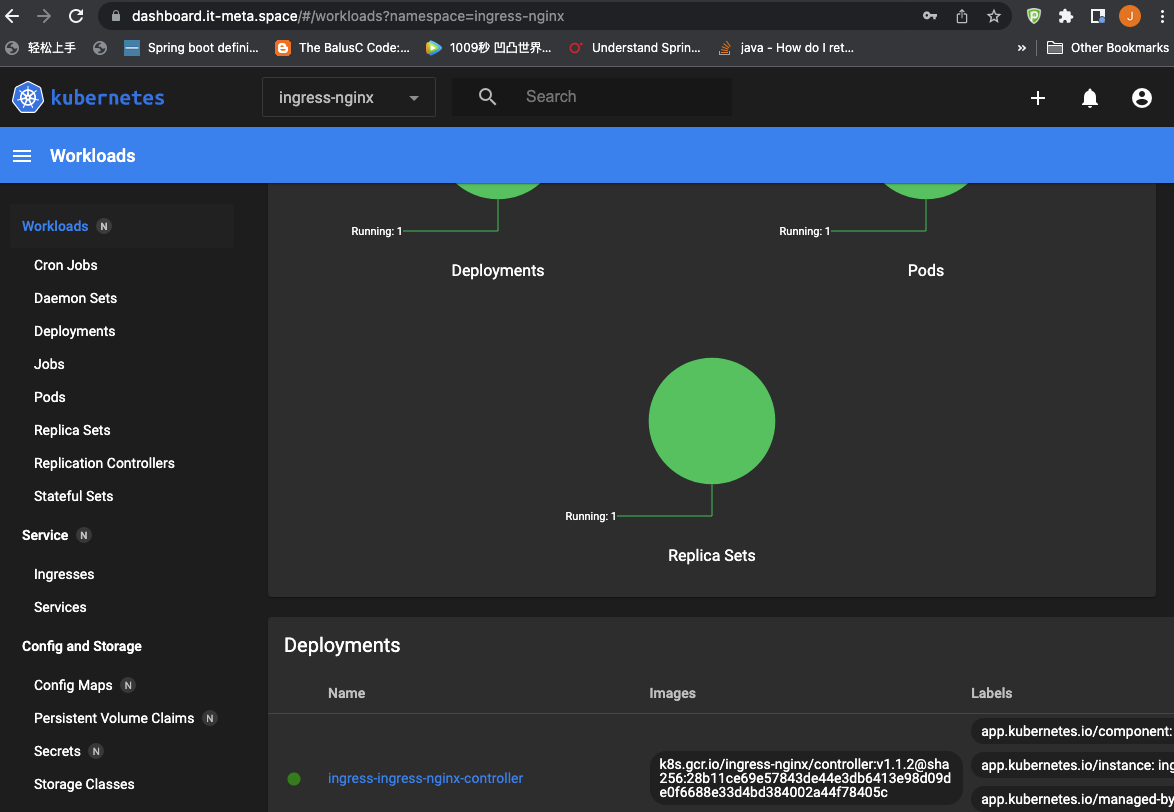 dashboard.it-meta.space/#/workloads?namespace=ingress-nginx
J
轻松上手
Spring boot defini...
The BalusC Code:...
1009秒 凹凸世界...
Understand Sprin...
java - How do I ret...
»
Other Bookmarks
kubernetes
ingress-nginx
Search
Workloads
Workloads N
Cron Jobs
Daemon Sets
Deployments
Jobs
Pods
Replica Sets
Replication Controllers
Stateful Sets
Service N
Ingresses
Services
Config and Storage
Config Maps N
Persistent Volume Claims N
Secrets N
Storage Classes
Running: 1
Deployments
Running: 1
Pods
Running: 1
Replica Sets
Deployments
Name
Images
Labels
ingress-ingress-nginx-controller
k8s.gcr.io/ingress-nginx/controller:v1.1.2@sha
256:28b11ce69e57843de44e3db6413e98d09d
e0f6688e33d4bd384002a44f78405c
app.kubernetes.io/component:
app.kubernetes.io/instance: ing
app.kubernetes.io/managed-by